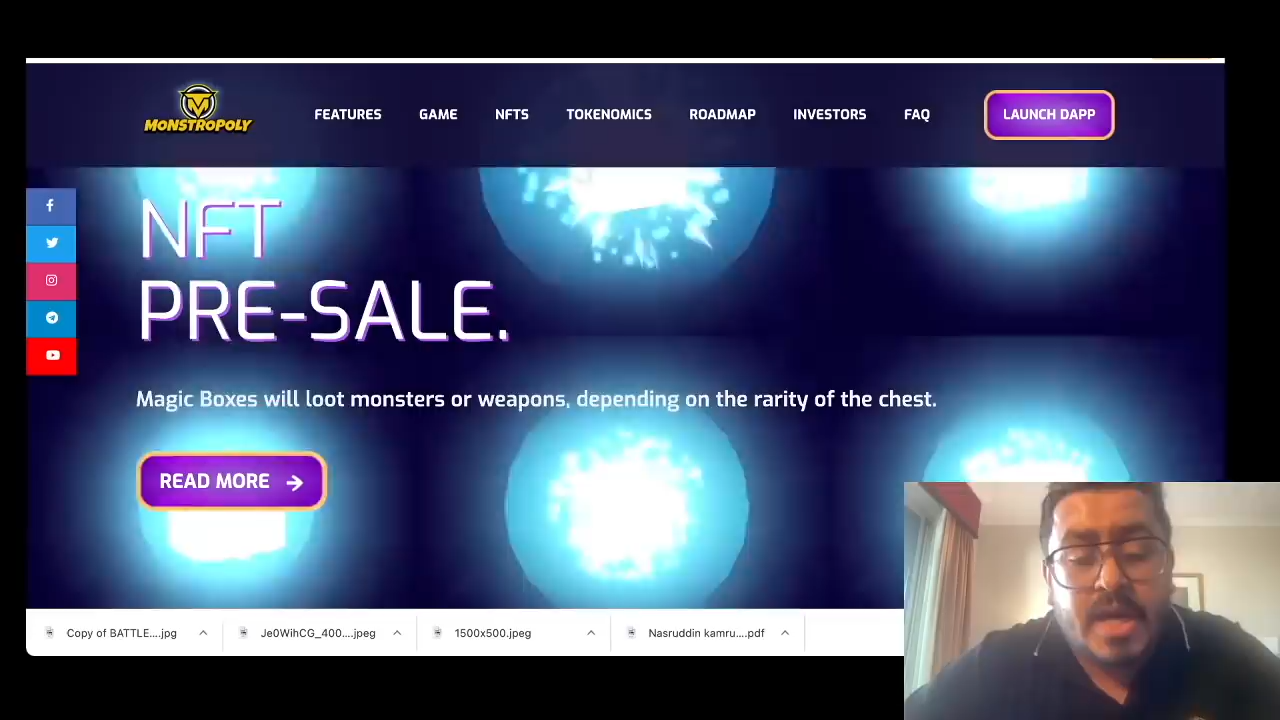 MONSTROPOLY
FEATURES
GAME
NFTS
TOKENOMICS
ROADMAP
INVESTORS
FAQ
LAUNCH DAPP
NFT
PRE-SALE.
Magic Boxes will loot monsters or weapons, depending on the rarity of the chest.
READ MORE
Copy of BATTLE....jpg
Je0WihCG_400....jpeg
1500x500.jpeg
Nasruddin kamru....pdf